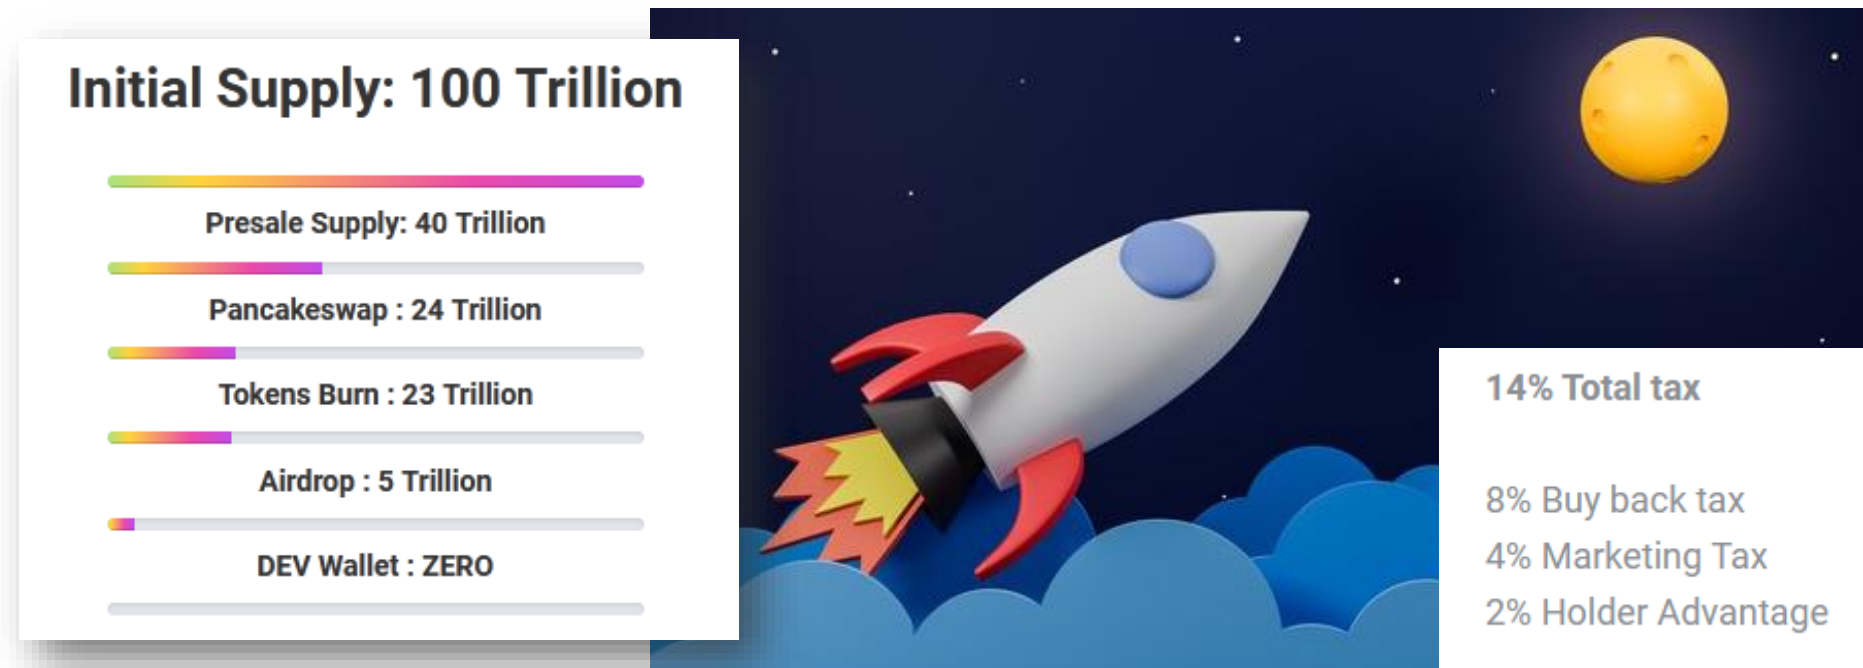 Initial Supply: 100 Trillion
Presale Supply: 40 Trillion
Pancakeswap : 24 Trillion
Tokens Burn : 23 Trillion
Airdrop : 5 Trillion
DEV Wallet : ZERO
14% Total tax
8% Buy back tax
4% Marketing Tax
2% Holder Advantage